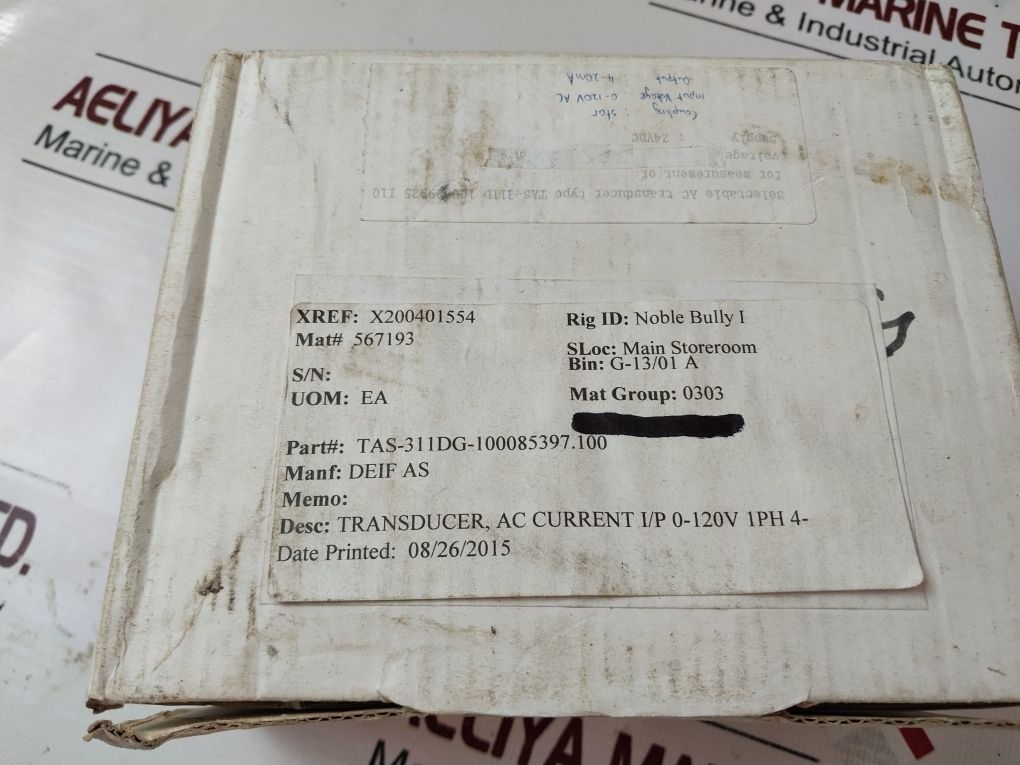 MARINE T
ine & Industrial Autom
AELIYA
Marine &
Selectable AC transducer type TAS-311D
for measurement of
voltage
Supply : 24VDC
Coupling : star
Input Voltage 0-120V AC
Output : 4-20mA
XREF: X200401554
Mat# 567193
S/N:
UOM: EA
Rig ID: Noble Bully I
SLoc: Main Storeroom
Bin: G-13/01 A
Mat Group: 0303
Part#: TAS-311DG-100085397.100
Manf: DEIF AS
Memo:
Desc: TRANSDUCER, AC CURRENT I/P 0-120V 1PH 4-
Date Printed: 08/26/2015
D.
AELIYA MA